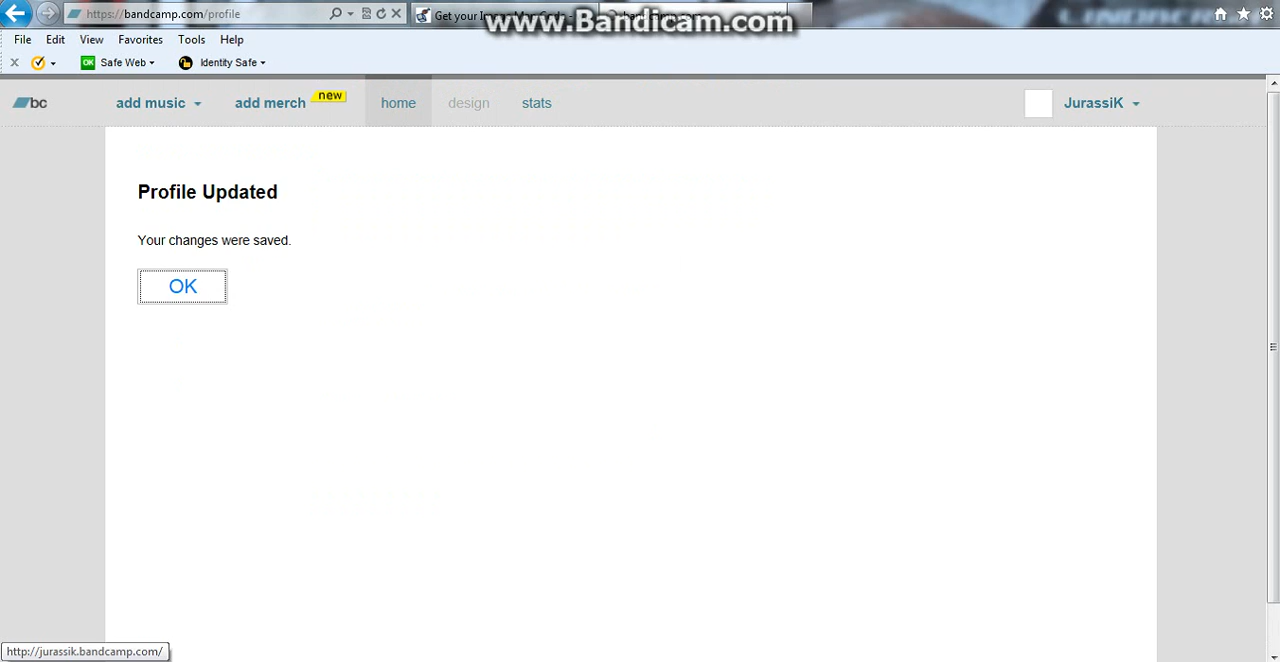 www.Bandicam.com
https://bandcamp.com/profile
Get your
File Edit View Favorites Tools Help
x OK Safe Web Identity Safe
bc add music add merch new home design stats JurassiK
Profile Updated
Your changes were saved.
OK
http://jurassik.bandcamp.com/